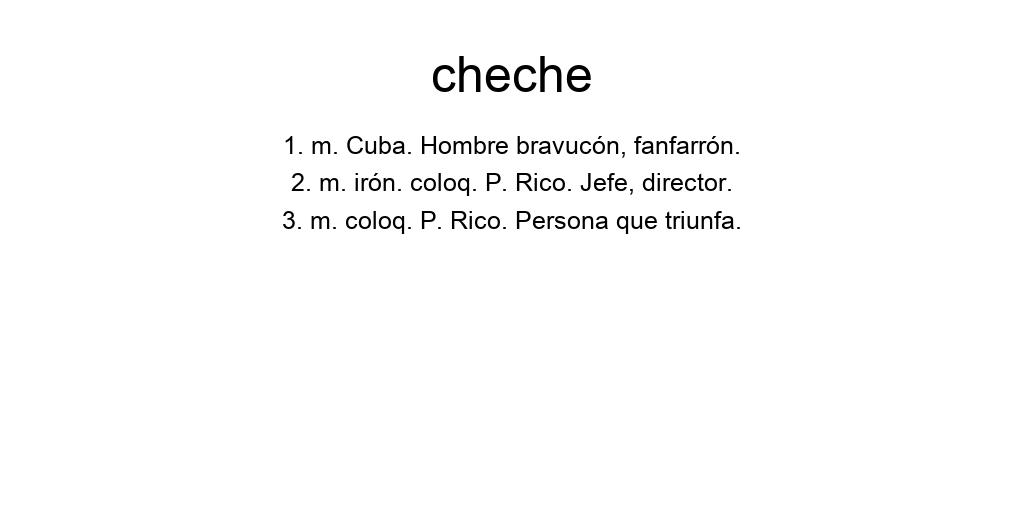 cheche
1. m. Cuba. Hombre bravucón, fanfarrón.
2. m. irón. coloq. P. Rico. Jefe, director.
3. m. coloq. P. Rico. Persona que triunfa.